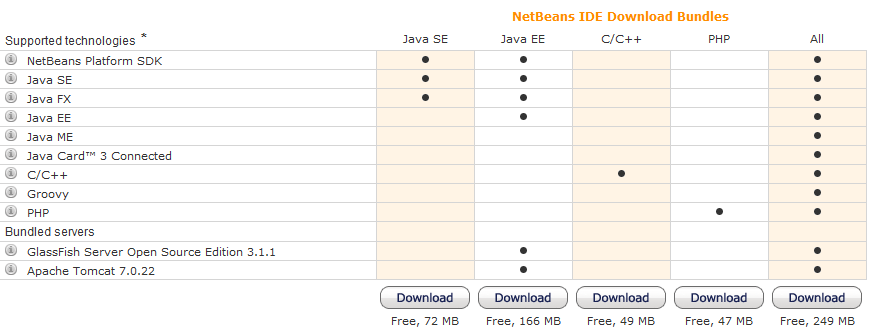 NetBeans IDE Download Bundles
Supported technologies * Java SE Java EE C/C++ PHP All
NetBeans Platform SDK • • •
Java SE • • •
Java FX • • •
Java EE • •
Java ME •
Java Card™ 3 Connected •
C/C++ • •
Groovy •
PHP • •
Bundled servers
GlassFish Server Open Source Edition 3.1.1 • •
Apache Tomcat 7.0.22 • •
Download Download Download Download Download
Free, 72 MB Free, 166 MB Free, 49 MB Free, 47 MB Free, 249 MB